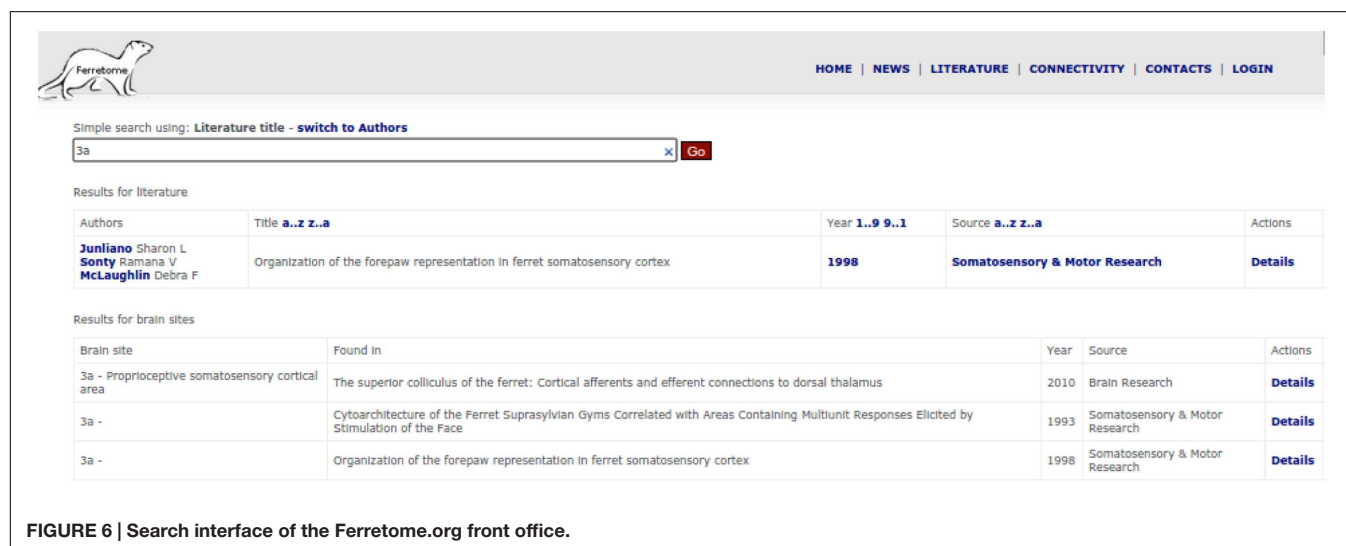 Ferretome
HOME | NEWS | LITERATURE | CONNECTIVITY | CONTACTS | LOGIN
Simple search using: Literature title - switch to Authors
3a × Go
Results for literature
Authors Title a..z z..a Year 1..9 9..1 Source a..z z..a Actions
Junliano Sharon L
Sonty Ramana V
McLaughlin Debra F
Organization of the forepaw representation in ferret somatosensory cortex 1998 Somatosensory & Motor Research Details
Results for brain sites
Brain site Found in Year Source Actions
3a - Proprioceptive somatosensory cortical
area
The superior colliculus of the ferret: Cortical afferents and efferent connections to dorsal thalamus 2010 Brain Research Details
3a -
Cytoarchitecture of the Ferret Suprasylvian Gyrns Correlated with Areas Containing Multiunit Responses Elicited by
Stimulation of the Face
1993
Somatosensory & Motor
Research
Details
3a -
Organization of the forepaw representation in ferret somatosensory cortex
1998
Somatosensory & Motor
Research
Details
FIGURE 6 | Search interface of the Ferretome.org front office.